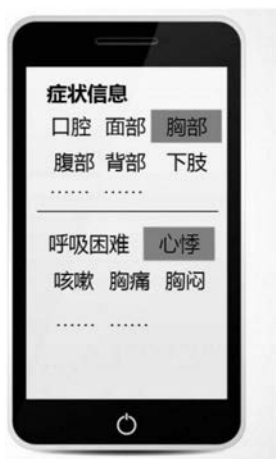 症状信息
口腔 面部 胸部
腹部 背部 下肢
…… ……
呼吸困难 心悸
咳嗽 胸痛 胸闷
…… ……